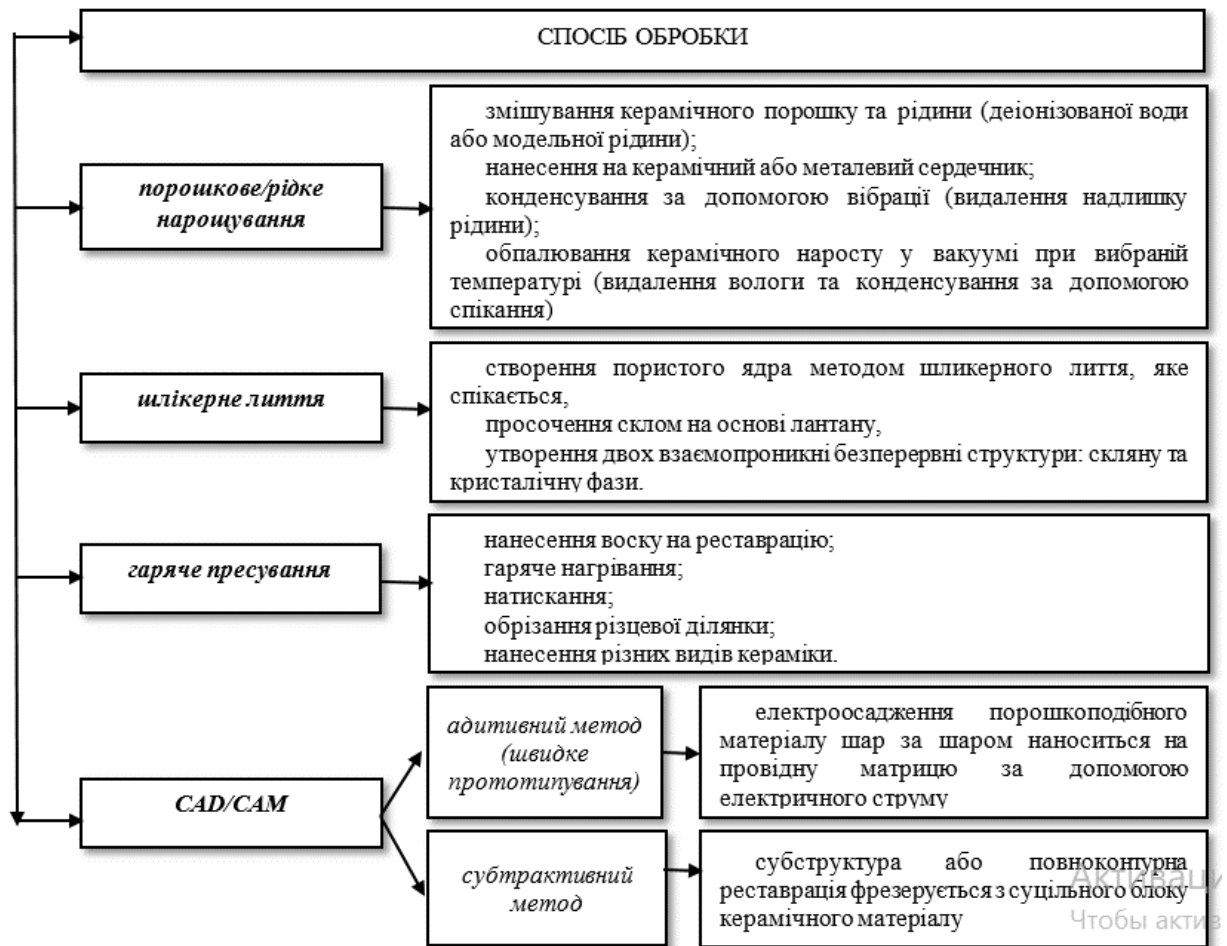 СПОСІБ ОБРОБКИ
порошкове/рідке
нарощування
змішування керамічного порошку та рідини (деіонізованої води
або модельної рідини);
нанесення на керамічний або металевий сердечник;
конденсування за допомогою вібрації (видалення надлишку
рідини);
обпалювання керамічного наросту у вакуумі при вибраній
температурі (видалення вологи та конденсування за допомогою
спікання)
шлікерне лиття
створення пористого ядра методом шликерного лиття, яке
спікається,
просочення склом на основі лантану,
утворення двох взаємопроникні безперервні структури: скляну та
кристалічну фази.
гаряче пресування
нанесення воску на реставрацію;
гаряче нагрівання;
натискання;
обрізання різцевої ділянки;
нанесення різних видів кераміки.
CAD/CAM
адитивний метод
(швидке
прототипування)
електроосадження порошкоподібного
матеріалу шар за шаром наноситься на
провідну матрицю за допомогою
електричного струму
субтрактивний
метод
субструктура або повноконтурна
реставрація фрезерується з суцільного блоку
керамічного матеріалу
Активаци
Чтобы актив